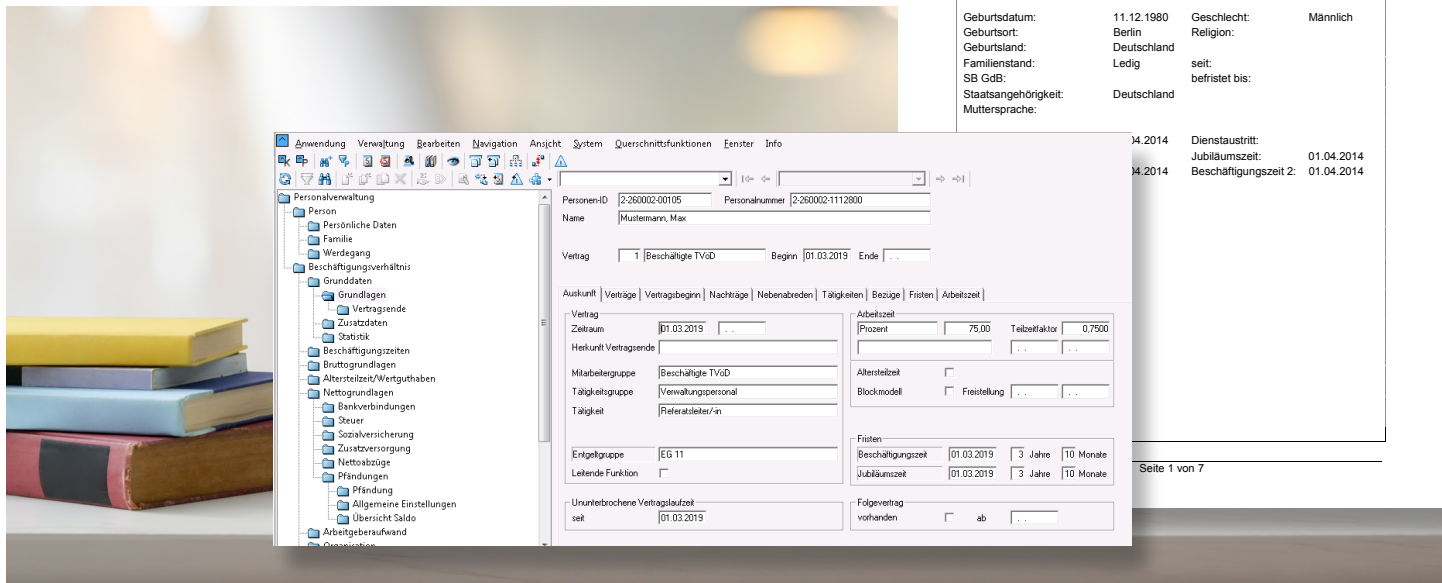 Geburtsdatum: 11.12.1980 Geschlecht: Männlich
Geburtsort: Berlin Religion:
Geburtsland: Deutschland
Familienstand: Ledig seit:
SB GdB: befristet bis:
Staatsangehörigkeit: Deutschland
Muttersprache:
04.2014 Dienstaustritt:
Jubiläumszeit: 01.04.2014
04.2014 Beschäftigungszeit 2: 01.04.2014
Seite 1 von 7
Anwendung Verwaltung Bearbeiten Navigation Ansicht System Querschnittsfunktionen Fenster Info
Personalverwaltung
Person
Persönliche Daten
Familie
Werdegang
Beschäftigungsverhältnis
Grunddaten
Grundlagen
Vertragsende
Zusatzdaten
Statistik
Beschäftigungszeiten
Bruttogrundlagen
Altersteilzeit/Wertguthaben
Nettogrundlagen
Bankverbindungen
Steuer
Sozialversicherung
Zusatzversorgung
Nettoabzüge
Pfändungen
Pfändung
Allgemeine Einstellungen
Übersicht Saldo
Arbeitgeberaufwand
Organisation
Personen-ID 2-260002-00105 Personalnummer 2-260002-1112800
Name Mustermann, Max
Vertrag 1 Beschäftigte TVöD Beginn 01.03.2019 Ende . .
Auskunft Verträge Vertragsbeginn Nachträge Nebenabreden Tätigkeiten Bezüge Fristen Arbeitszeit
Vertrag
Zeitraum 01.03.2019 . .
Herkunft Vertragsende
Mitarbeitergruppe Beschäftigte TVöD
Tätigkeitsgruppe Verwaltungspersonal
Tätigkeit Referatsleiter/-in
Entgeltgruppe EG 11
Leitende Funktion
Ununterbrochene Vertragslaufzeit
seit 01.03.2019
Arbeitszeit
Prozent 75,00 Teilzeitfaktor 0,7500
. . . .
Altersteilzeit
Blockmodell Freistellung . . . .
Fristen
Beschäftigungszeit 01.03.2019 3 Jahre 10 Monate
Jubiläumszeit 01.03.2019 3 Jahre 10 Monate
Folgevertrag
vorhanden ab . .